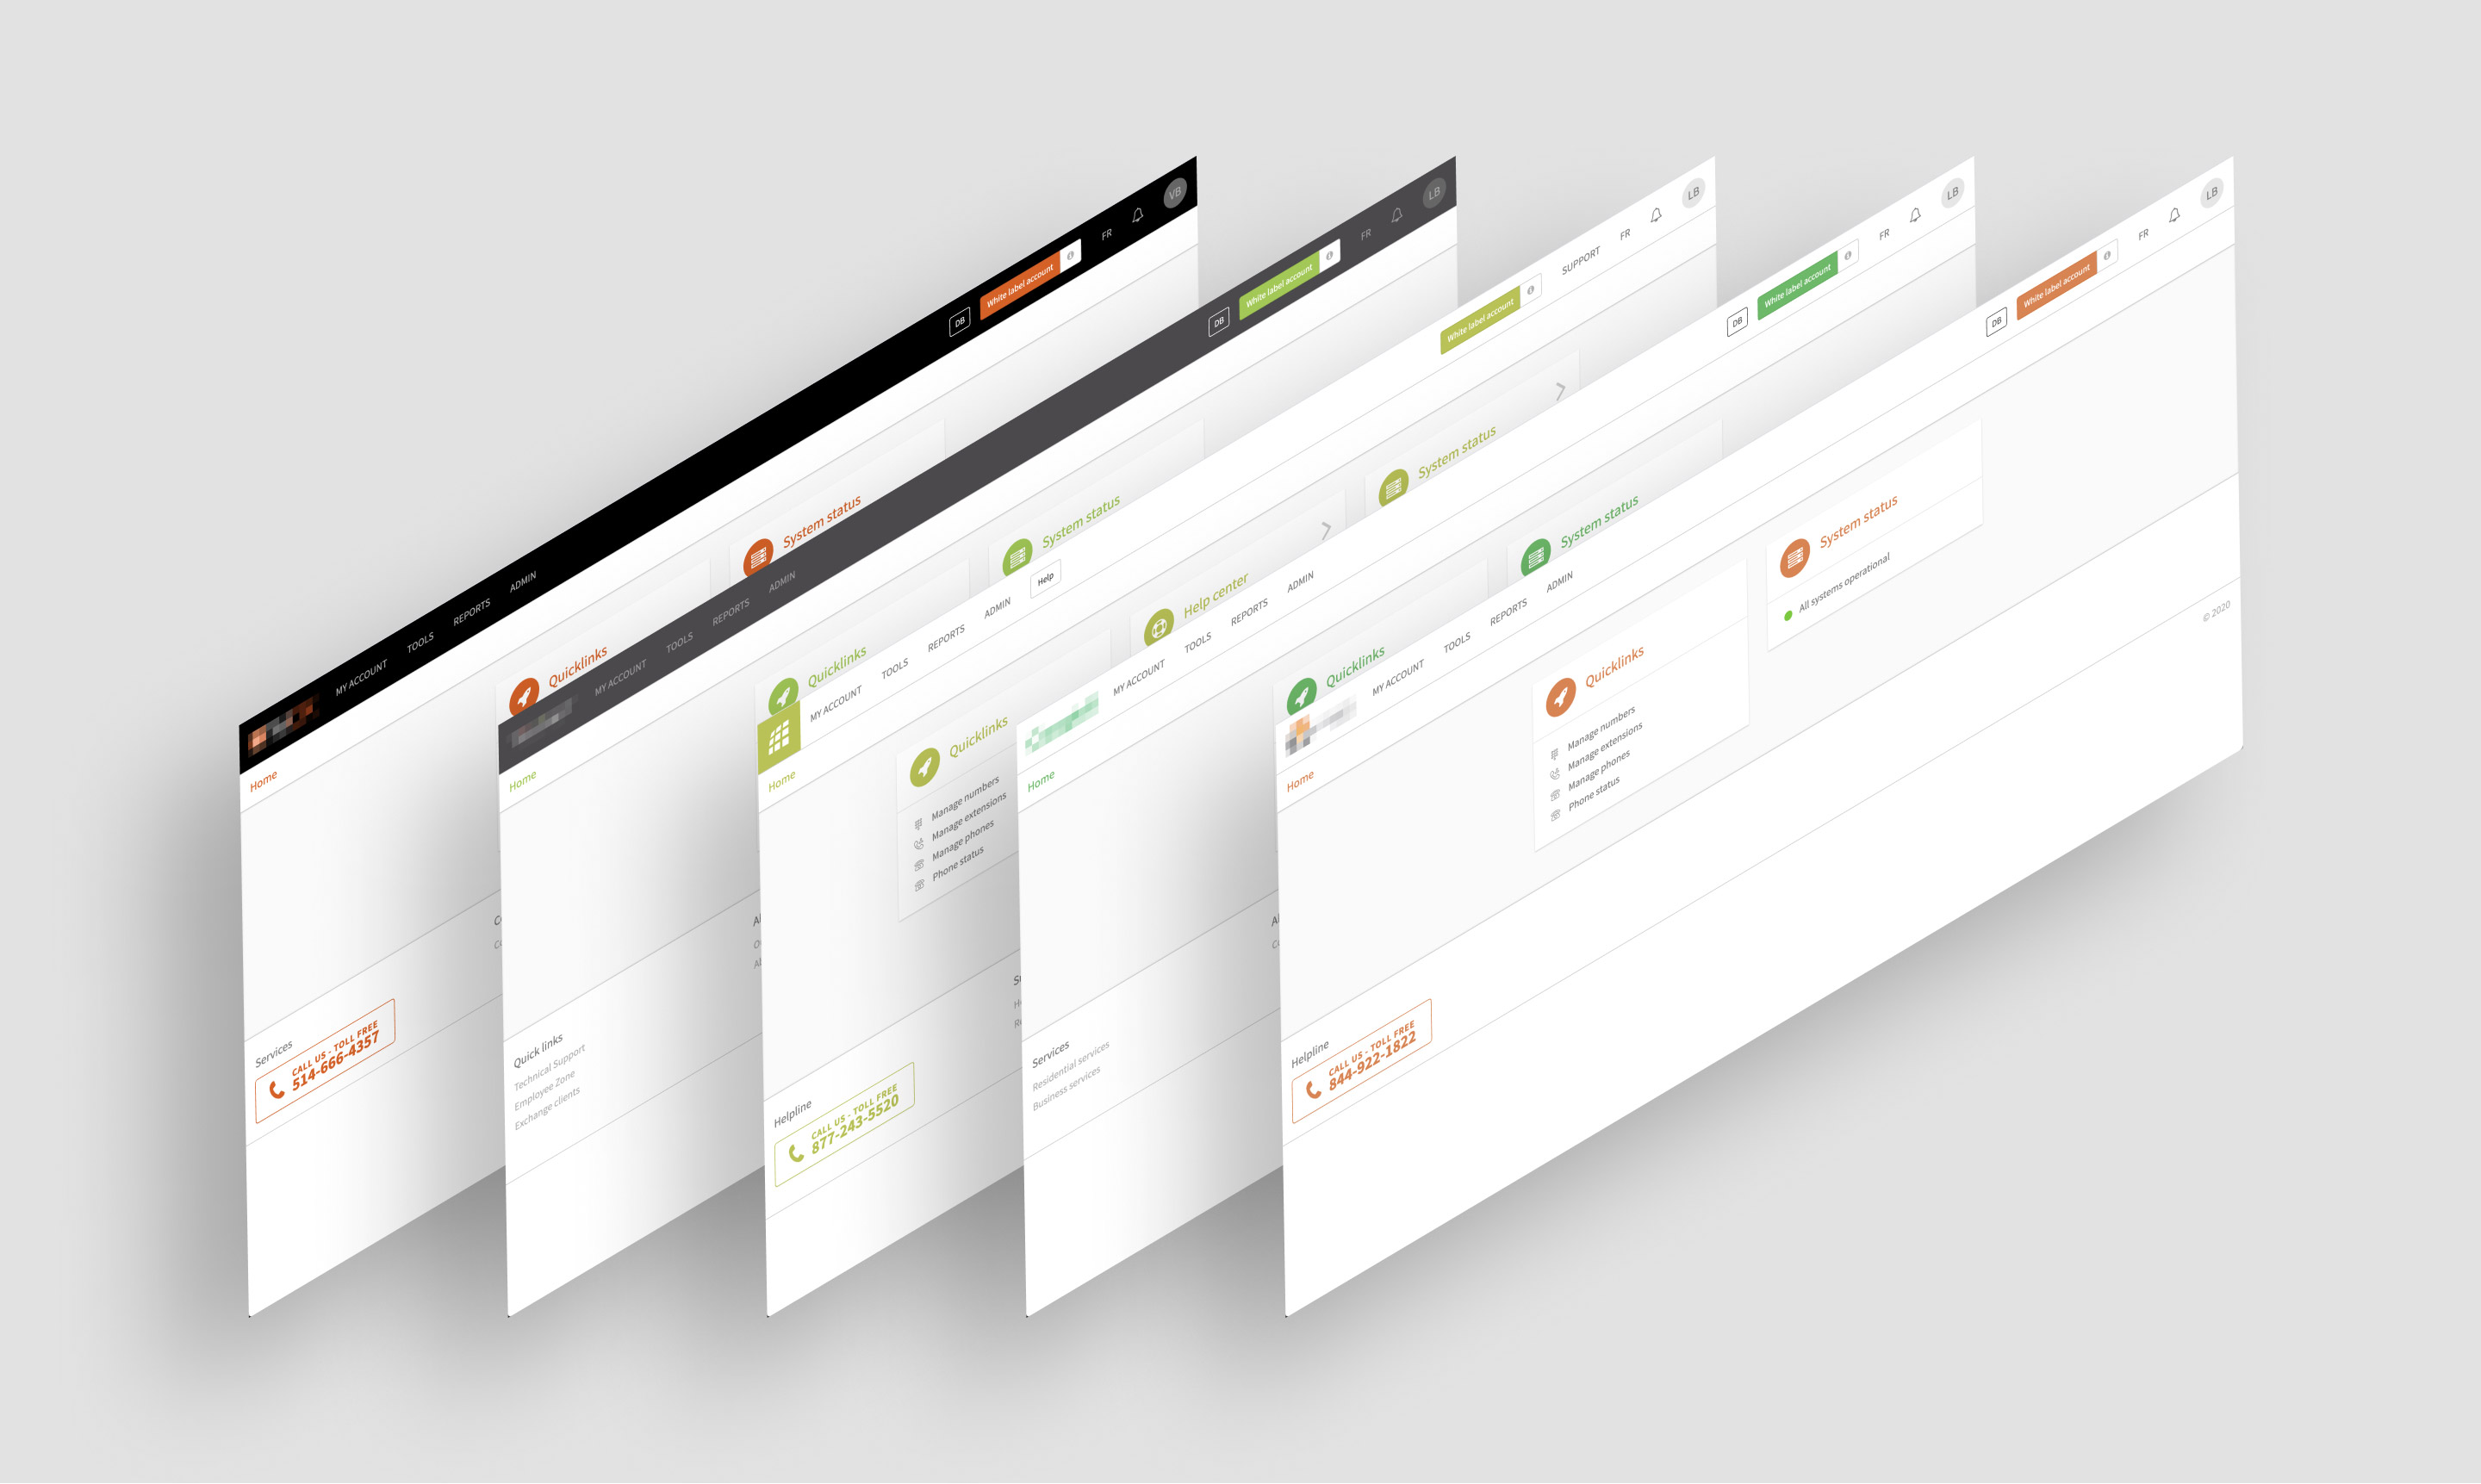 VB
FR
White label account
DB
ADMIN
REPORTS
TOOLS
MY ACCOUNT
Home
System status
Quicklinks
Services
CALL US - TOLL FREE
514-666-4357
LB
FR
White label account
DB
ADMIN
REPORTS
TOOLS
MY ACCOUNT
Home
System status
Quicklinks
Quick links
Technical Support
Employee Zone
Exchange clients
LB
FR
SUPPORT
White label account
Help
ADMIN
REPORTS
TOOLS
MY ACCOUNT
Home
System status
Help center
Quicklinks
Manage numbers
Manage extensions
Manage phones
Phone status
Helpline
CALL US - TOLL FREE
877-243-5520
LB
FR
White label account
DB
ADMIN
REPORTS
TOOLS
MY ACCOUNT
Home
System status
Quicklinks
Services
Residential services
Business services
LB
FR
White label account
DB
ADMIN
REPORTS
TOOLS
MY ACCOUNT
Home
System status
All systems operational
Quicklinks
Manage numbers
Manage extensions
Manage phones
Phone status
Helpline
CALL US - TOLL FREE
844-922-1822
© 2020